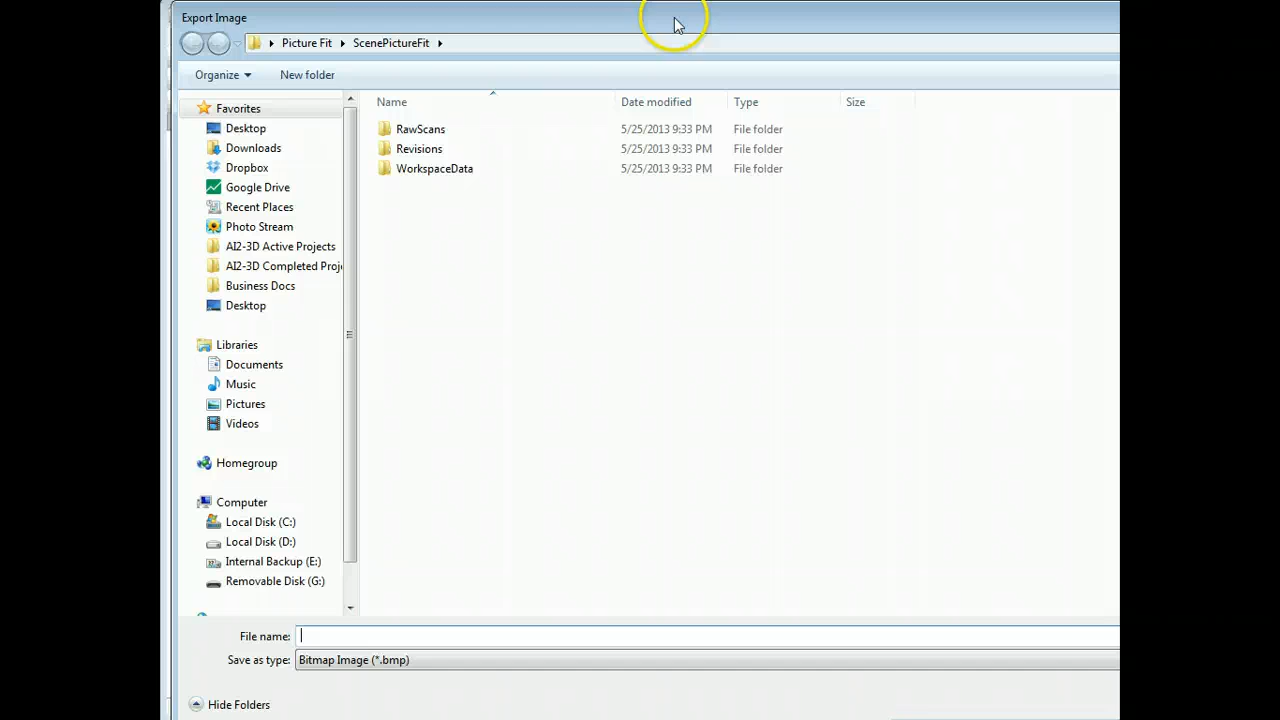 Export Image
Picture Fit ScenePictureFit
Organize New folder
Name Date modified Type Size
Favorites
Desktop
Downloads
Dropbox
Google Drive
Recent Places
Photo Stream
AI2-3D Active Projects
AI2-3D Completed Proj
Business Docs
Desktop
Libraries
Documents
Music
Pictures
Videos
Homegroup
Computer
Local Disk (C:)
Local Disk (D:)
Internal Backup (E:)
Removable Disk (G:)
RawScans 5/25/2013 9:33 PM File folder
Revisions 5/25/2013 9:33 PM File folder
WorkspaceData 5/25/2013 9:33 PM File folder
File name:
Save as type: Bitmap Image (*.bmp)
Hide Folders